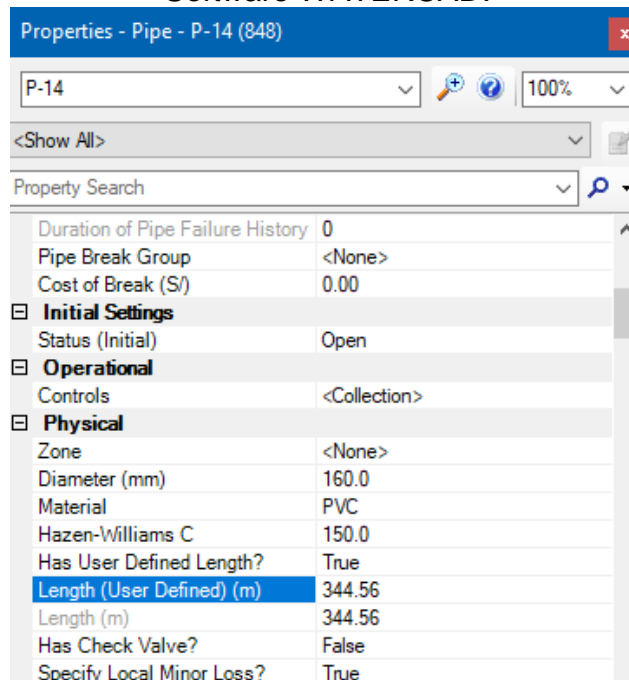 Software WATERCAD.
Properties - Pipe - P-14 (848) x
P-14 100%
<Show All>
Property Search
Duration of Pipe Failure History 0
Pipe Break Group <None>
Cost of Break (S/) 0.00
Initial Settings
Status (Initial) Open
Operational
Controls <Collection>
Physical
Zone <None>
Diameter (mm) 160.0
Material PVC
Hazen-Williams C 150.0
Has User Defined Length? True
Length (User Defined) (m) 344.56
Length (m) 344.56
Has Check Valve? False
Specify Local Minor Loss? True